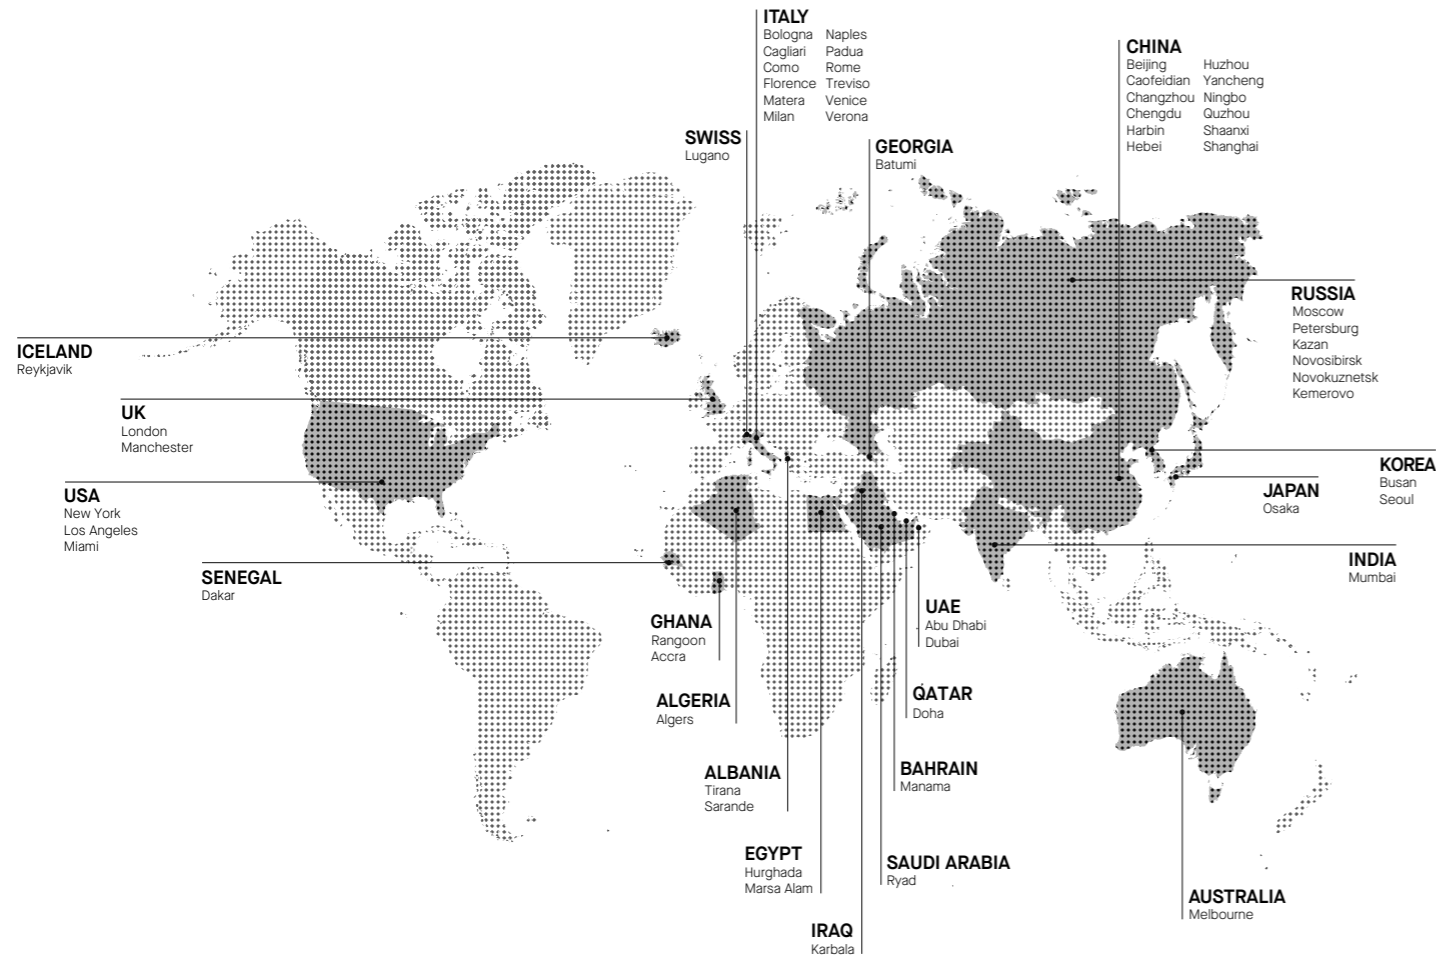 ITALY
Bologna Naples
Cagliari Padua
Como Rome
Florence Treviso
Matera Venice
Milan Verona
CHINA
Beijing Huzhou
Caofeidian Yancheng
Changzhou Ningbo
Chengdu Quzhou
Harbin Shaanxi
Hebei Shanghai
SWISS
Lugano
GEORGIA
Batumi
RUSSIA
Moscow
Petersburg
Kazan
Novosibirsk
Novokuznetsk
Kemerovo
ICELAND
Reykjavik
UK
London
Manchester
USA
New York
Los Angeles
Miami
KOREA
Busan
Seoul
JAPAN
Osaka
INDIA
Mumbai
SENEGAL
Dakar
GHANA
Rangoon
Accra
UAE
Abu Dhabi
Dubai
ALGERIA
Algers
QATAR
Doha
ALBANIA
Tirana
Sarande
BAHRAIN
Manama
EGYPT
Hurghada
Marsa Alam
SAUDI ARABIA
Ryad
AUSTRALIA
Melbourne
IRAQ
Karbala